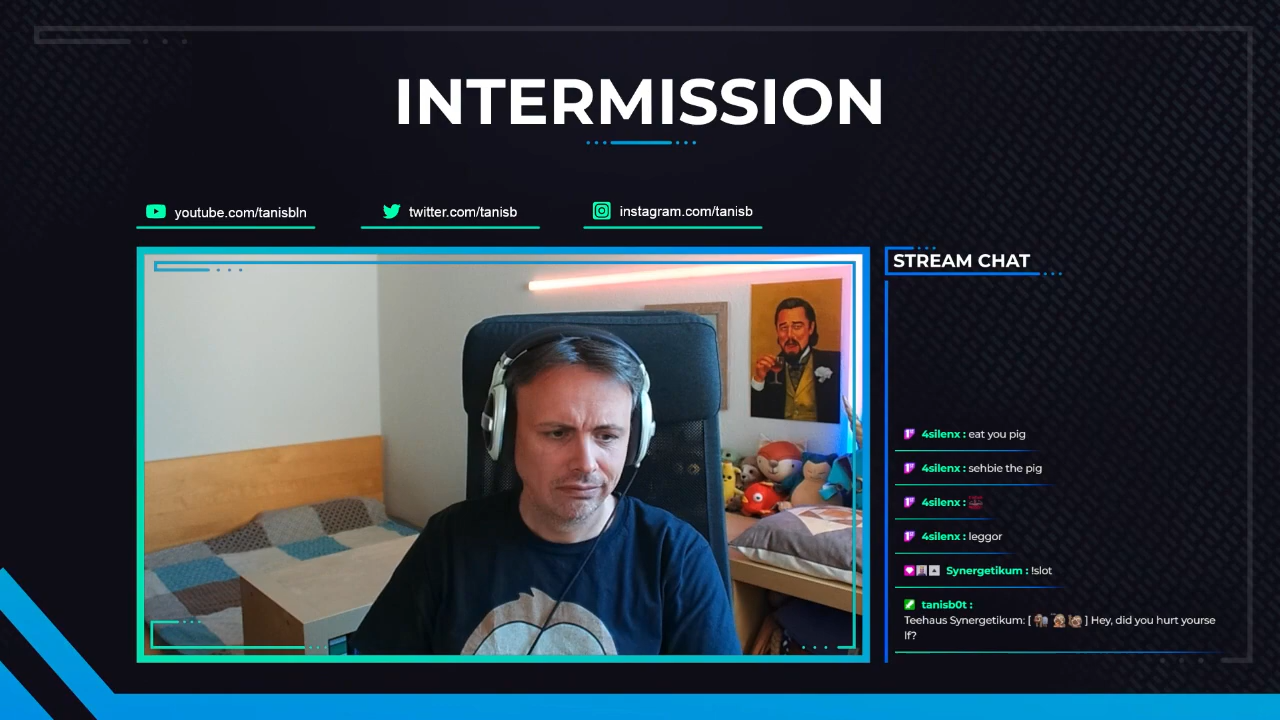 INTERMISSION
youtube.com/tanisbln
twitter.com/tanisb
instagram.com/tanisb
STREAM CHAT
4silenx : eat you pig
4silenx : sehbie the pig
4silenx :
4silenx : leggor
Synergetikum : !slot
tanisb0t :
Teehaus Synergetikum: [ ] Hey, did you hurt yourse
lf?